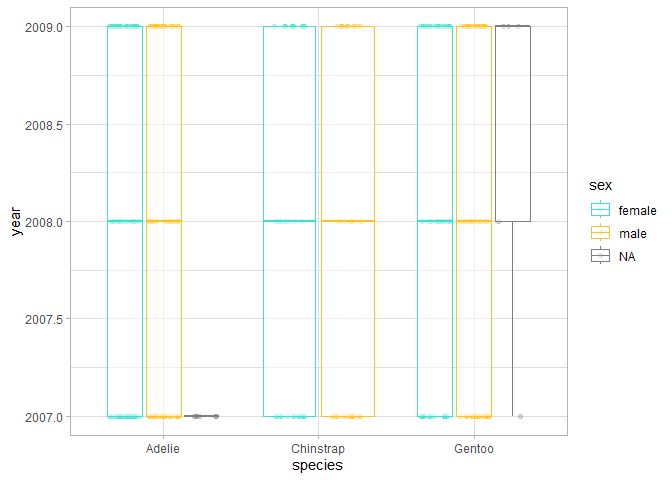 2009.0
2008.5
2008.0
2007.5
2007.0
year
Adelie
Chinstrap
Gentoo
species
sex
female
male
NA